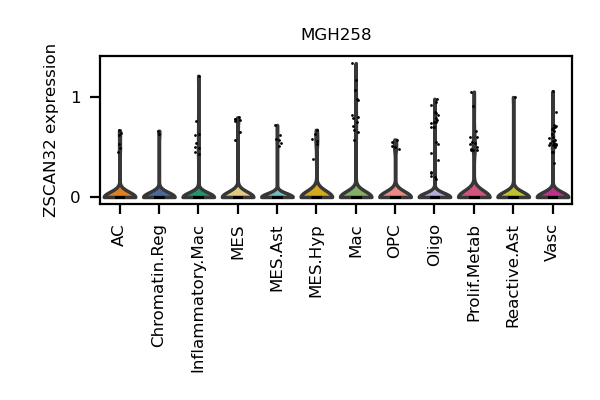 MGH258
ZSCAN32 expression
1
0
AC
Chromatin.Reg
Inflammatory.Mac
MES
MES.Ast
MES.Hyp
Mac
OPC
Oligo
Prolif.Metab
Reactive.Ast
Vasc